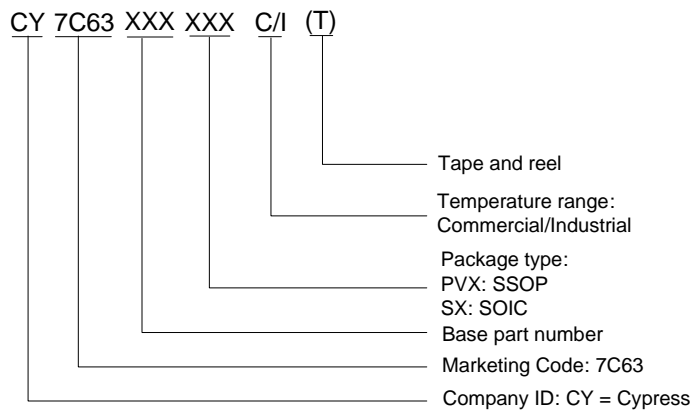 CY 7C63 XXX XXX C/I (T)
Tape and reel
Temperature range:
Commercial/Industrial
Package type:
PVX: SSOP
SX: SOIC
Base part number
Marketing Code: 7C63
Company ID: CY = Cypress